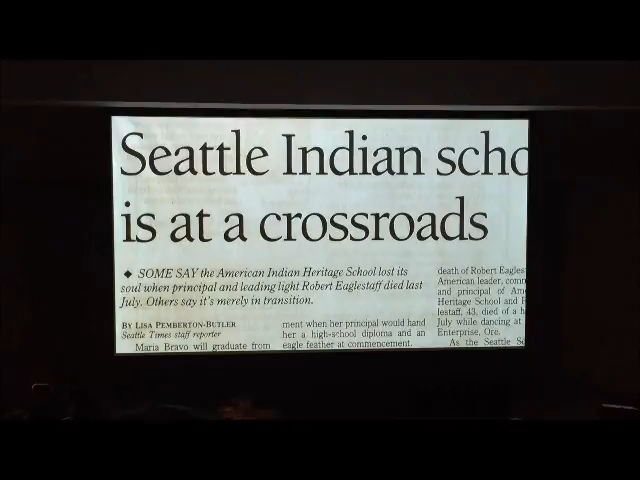 Seattle Indian scho
is at a crossroads
◆ SOME SAY the American Indian Heritage School lost its
soul when principal and leading light Robert Eaglestaff died last
July. Others say it's merely in transition.
BY LISA PEMBERTON-BUTLER
Seattle Times staff reporter
Maria Bravo will graduate from
ment when her principal would hand
her a high-school diploma and an
eagle feather at commencement.
death of Robert Eagles
American leader, com
and principal of Am
Heritage School and
lestaff, 43, died of a h
July while dancing at
Enterprise, Ore.
As the Seattle Sc